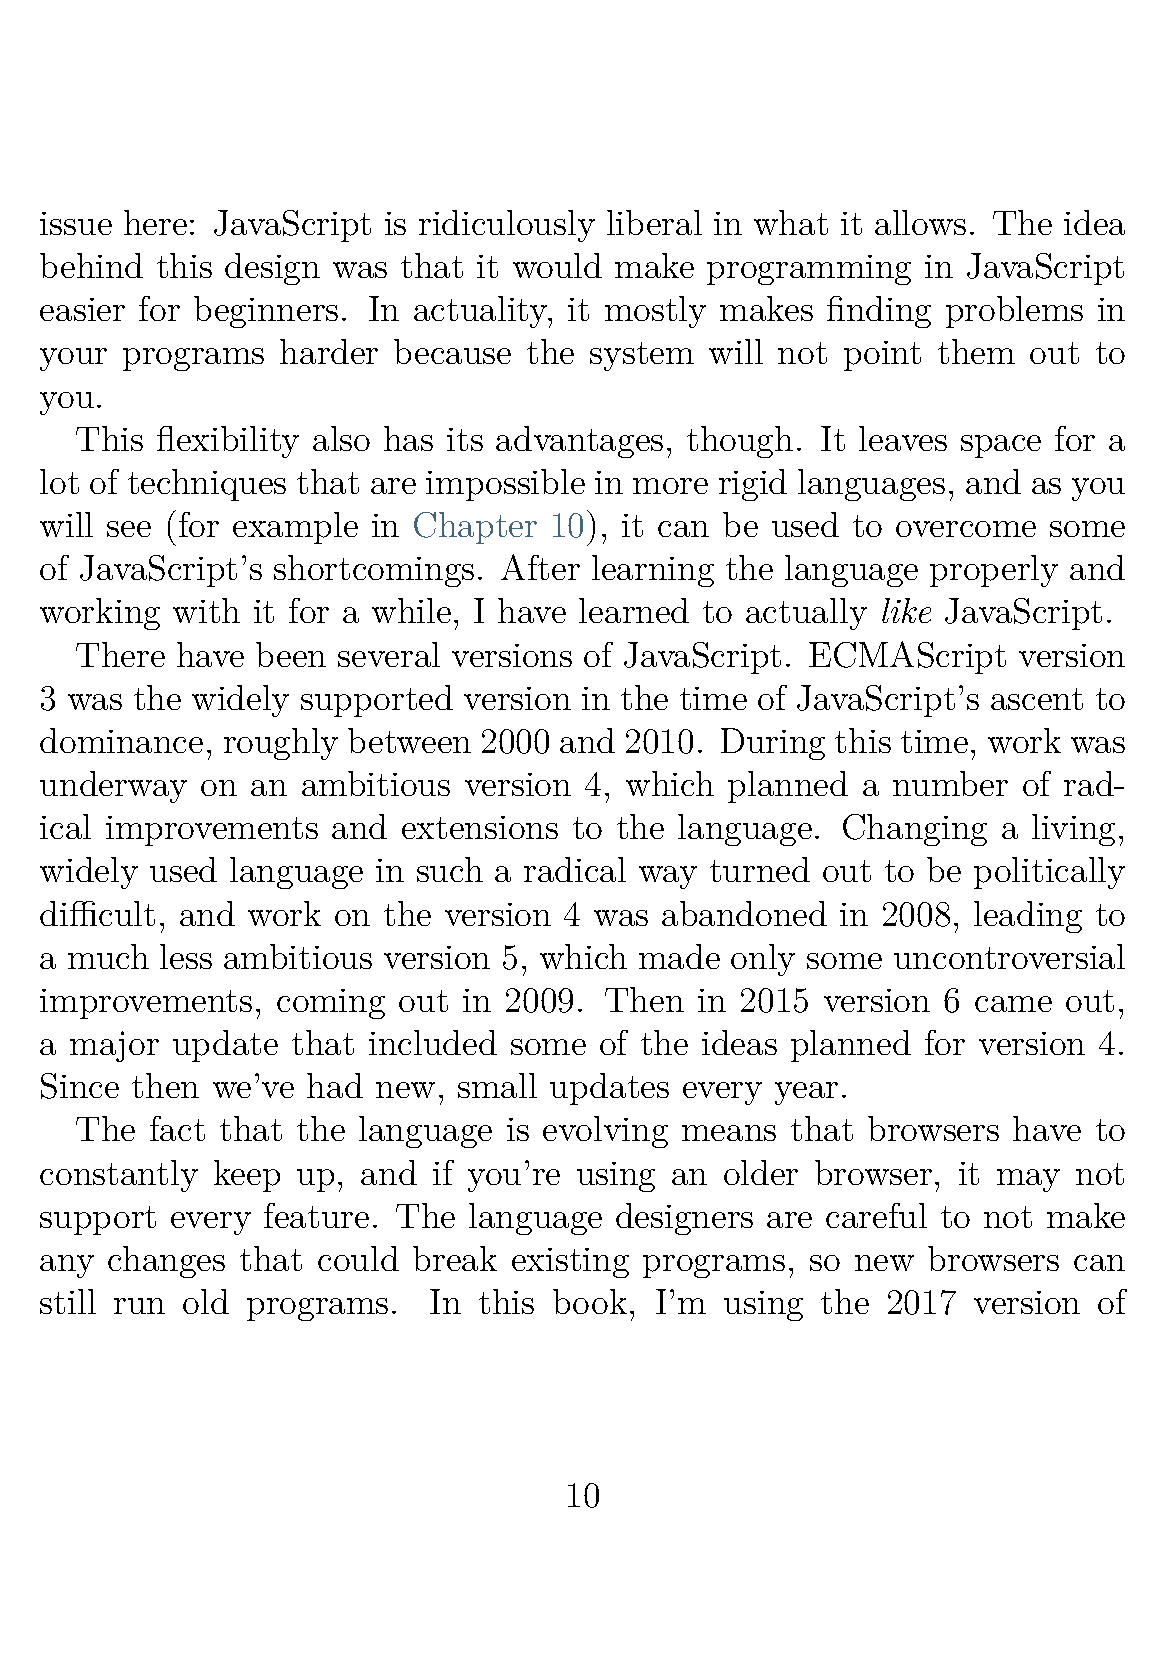 issue here: JavaScript is ridiculously liberal in what it allows. The idea
behind this design was that it would make programming in JavaScript
easier for beginners. In actuality, it mostly makes finding problems in
your programs harder because the system will not point them out to
you.
This flexibility also has its advantages, though. It leaves space for a
lot of techniques that are impossible in more rigid languages, and as you
will see (for example in Chapter 10), it can be used to overcome some
of JavaScript's shortcomings. After learning the language properly and
working with it for a while, I have learned to actually like JavaScript.
There have been several versions of JavaScript. ECMAScript version
3 was the widely supported version in the time of JavaScript's ascent to
dominance, roughly between 2000 and 2010. During this time, work was
underway on an ambitious version 4, which planned a number of rad-
ical improvements and extensions to the language. Changing a living,
widely used language in such a radical way turned out to be politically
difficult, and work on the version 4 was abandoned in 2008, leading to
a much less ambitious version 5, which made only some uncontroversial
improvements, coming out in 2009. Then in 2015 version 6 came out,
a major update that included some of the ideas planned for version 4.
Since then we've had new, small updates every year.
The fact that the language is evolving means that browsers have to
constantly keep up, and if you're using an older browser, it may not
support every feature. The language designers are careful to not make
any changes that could break existing programs, so new browsers can
still run old programs. In this book, I'm using the 2017 version of
10